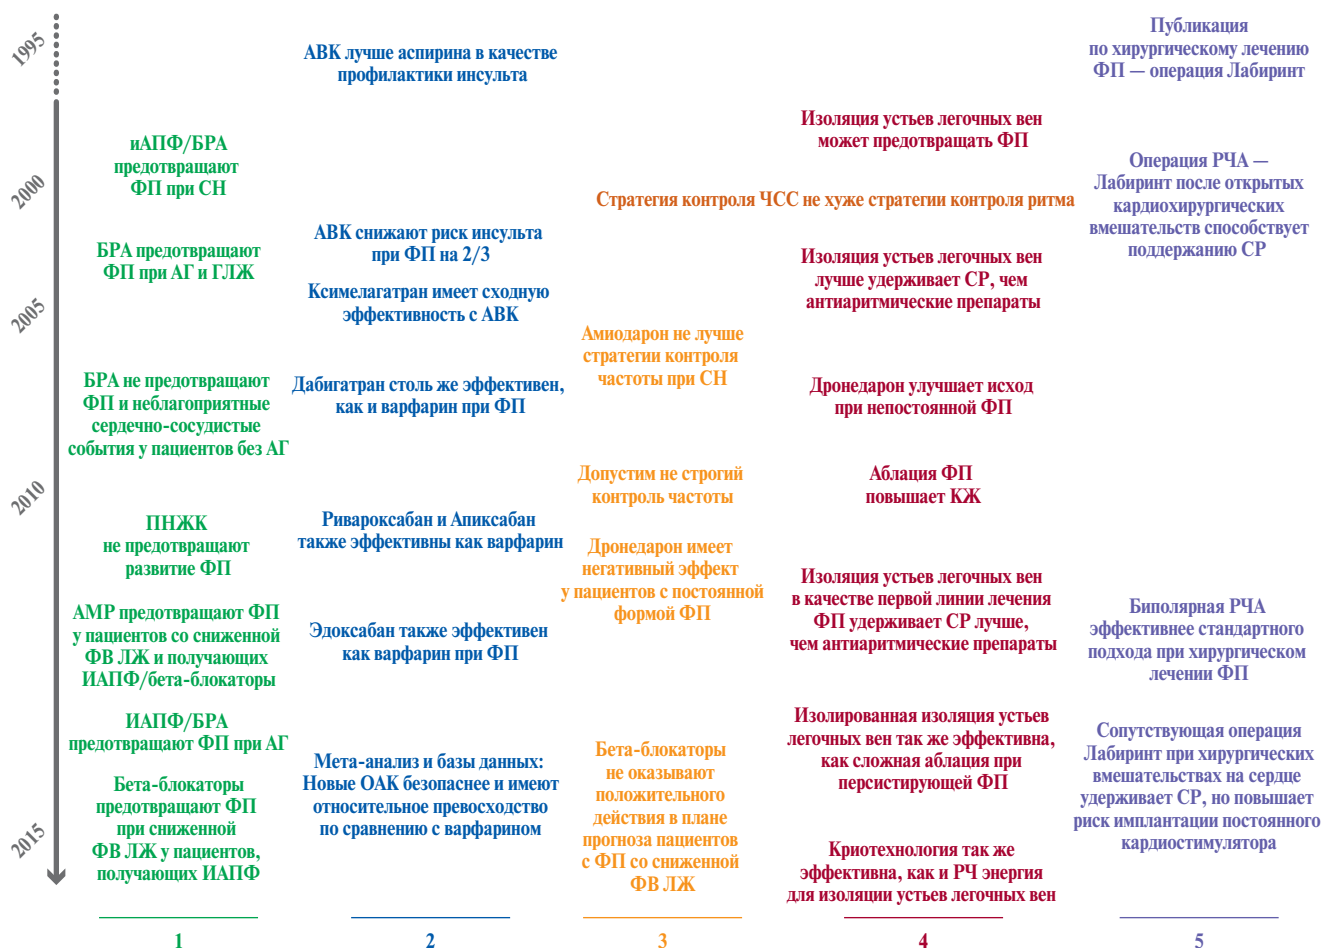 1995
2000
2005
2010
2015
иАПФ/БРА
предотвращают
ФП при СН
БРА предотвращают
ФП при АГ и ГЛЖ
БРА не предотвращают
ФП и неблагоприятные
сердечно-сосудистые
события у пациентов без АГ
ПНЖК
не предотвращают
развитие ФП
АМР предотвращают ФП
у пациентов со сниженной
ФВ ЛЖ и получающих
ИАПФ/бета-блокаторы
ИАПФ/БРА
предотвращают ФП при АГ
Бета-блокаторы
предотвращают ФП
при сниженной
ФВ ЛЖ у пациентов,
получающих ИАПФ
1
АВК лучше аспирина в качестве
профилактики инсульта
АВК снижают риск инсульта
при ФП на 2/3
Ксимелагатран имеет сходную
эффективность с АВК
Дабигатран столь же эффективен,
как и варфарин при ФП
Ривароксабан и Апиксабан
также эффективны как варфарин
Эдоксабан также эффективен
как варфарин при ФП
Мета-анализ и базы данных:
Новые ОАК безопаснее и имеют
относительное превосходство
по сравнению с варфарином
2
Стратегия контроля ЧСС не хуже стратегии контроля ритма
Амиодарон не лучше
стратегии контроля
частоты при СН
Допустим не строгий
контроль частоты
Дронедарон имеет
негативный эффект
у пациентов с постоянной
формой ФП
Бета-блокаторы
не оказывают
положительного
действия в плане
прогноза пациентов
с ФП со сниженной
ФВ ЛЖ
3
Изоляция устьев легочных вен
может предотвращать ФП
Изоляция устьев легочных вен
лучше удерживает СР, чем
антиаритмические препараты
Дронедарон улучшает исход
при непостоянной ФП
Аблация ФП
повышает КЖ
Изоляция устьев легочных вен
в качестве первой линии лечения
ФП удерживает СР лучше,
чем антиаритмические препараты
Изолированная изоляция устьев
легочных вен так же эффективна,
как сложная аблация при
персистирующей ФП
Криотехнология так же
эффективна, как и РЧ энергия
для изоляции устьев легочных вен
4
Публикация
по хирургическому лечению
ФП — операция Лабиринт
Операция РЧА —
Лабиринт после открытых
кардиохирургических
вмешательств способствует
поддержанию СР
Биполярная РЧА
эффективнее стандартного
подхода при хирургическом
лечении ФП
Сопутствующая операция
Лабиринт при хирургических
вмешательствах на сердце
удерживает СР, но повышает
риск имплантации постоянного
кардиостимулятора
5